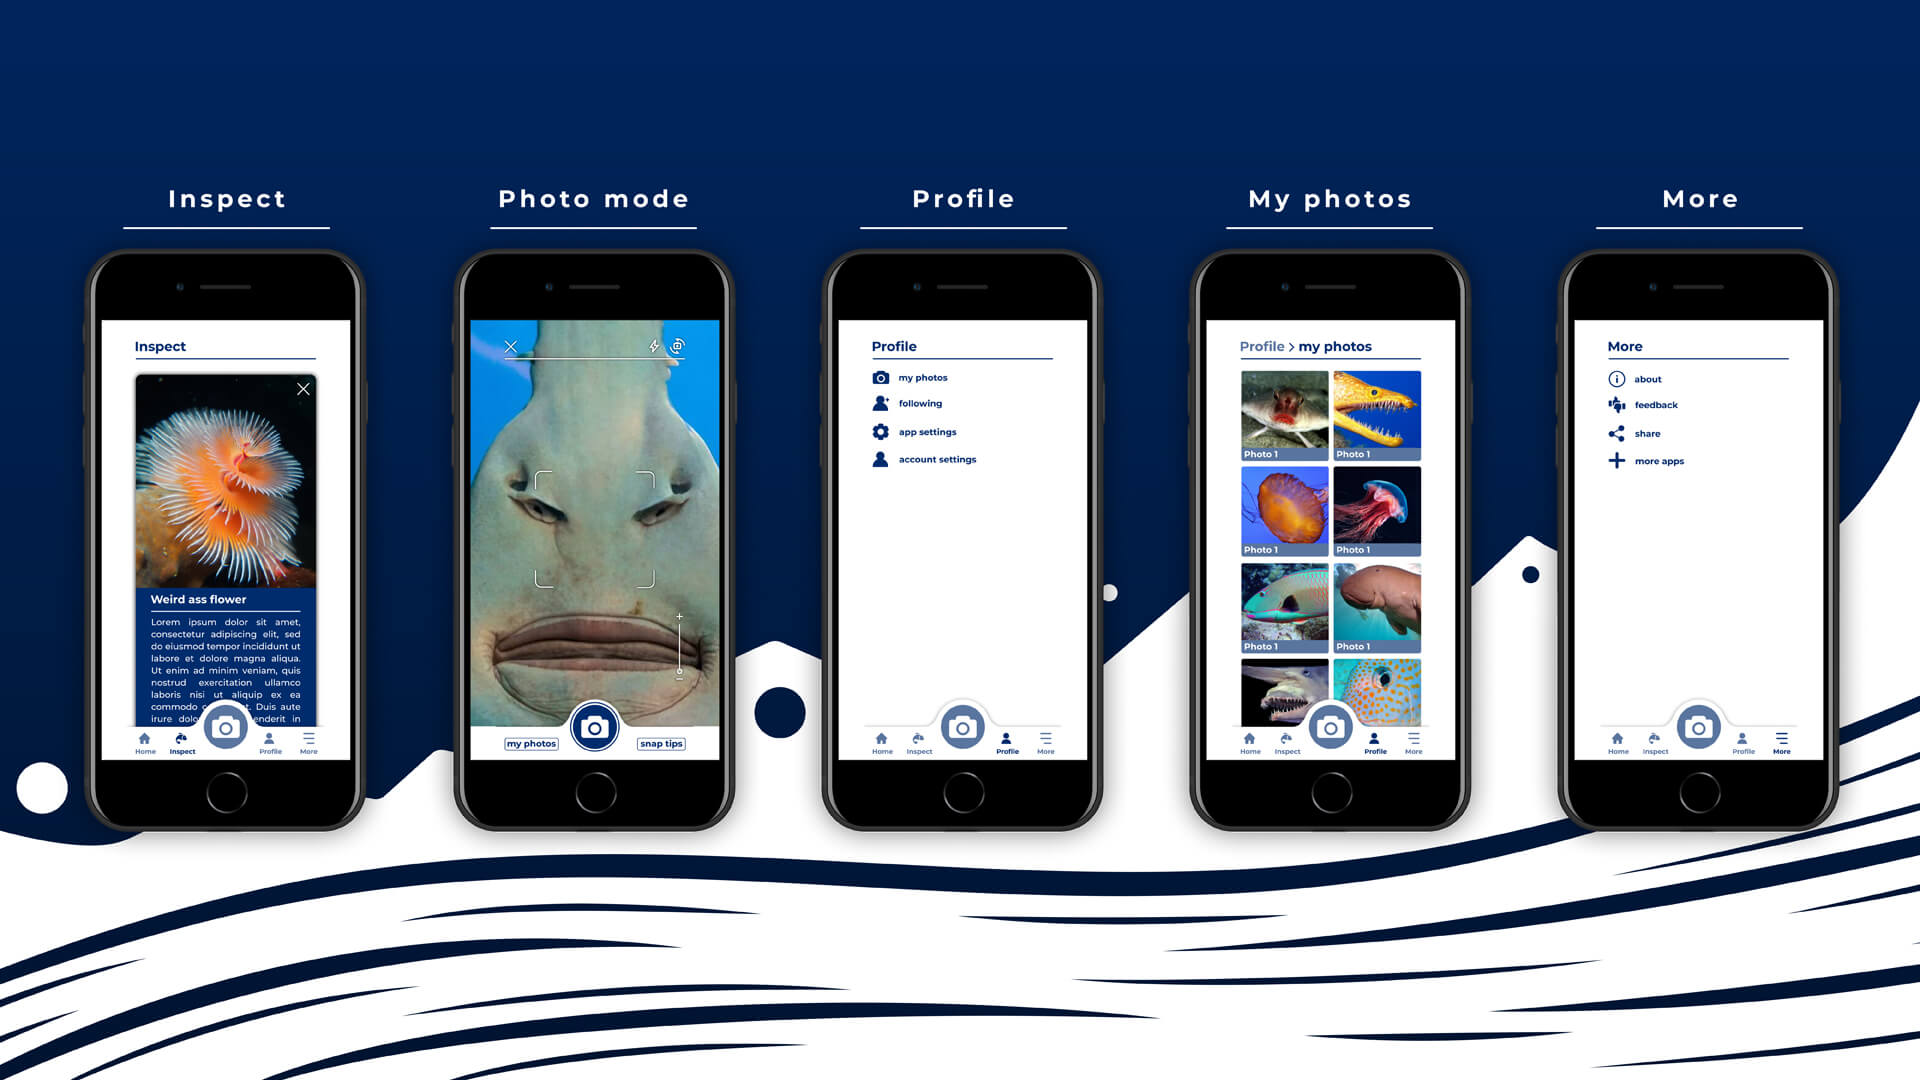 Inspect
Photo mode
Profile
My photos
More
Inspect
Weird ass flower
Lorem ipsum dolor sit amet,
consectetur adipiscing elit, sed
do eiusmod tempor incididunt ut
labore et dolore magna aliqua.
Ut enim ad minim veniam, quis
nostrud exercitation ullamco
laboris nisi ut aliquip ex ea
commodo t. Duis aute
irure enderit in
Home
Inspect
Profile
More
my photos
snap tips
Profile
my photos
following
app settings
account settings
Home
Inspect
Profile
More
Profile > my photos
Photo 1
Photo 1
Photo 1
Photo 1
Photo 1
Photo 1
Home
Inspect
Profile
More
More
about
feedback
share
more apps
Home
Inspect
Profile
More